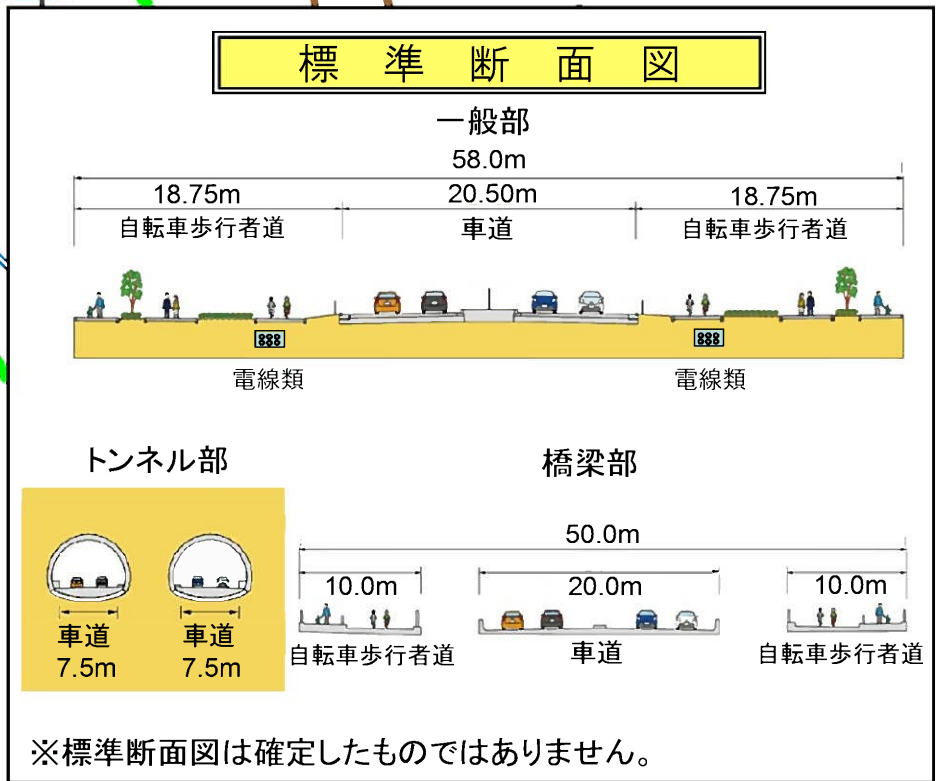 標準断面図
一般部
58.0m
18.75m 20.50m 18.75m
自転車歩行者道 車道 自転車歩行者道
電線類 電線類
トンネル部
車道 車道
7.5m 7.5m
橋梁部
50.0m
10.0m 20.0m 10.0m
自転車歩行者道 車道 自転車歩行者道
※標準断面図は確定したものではありません。